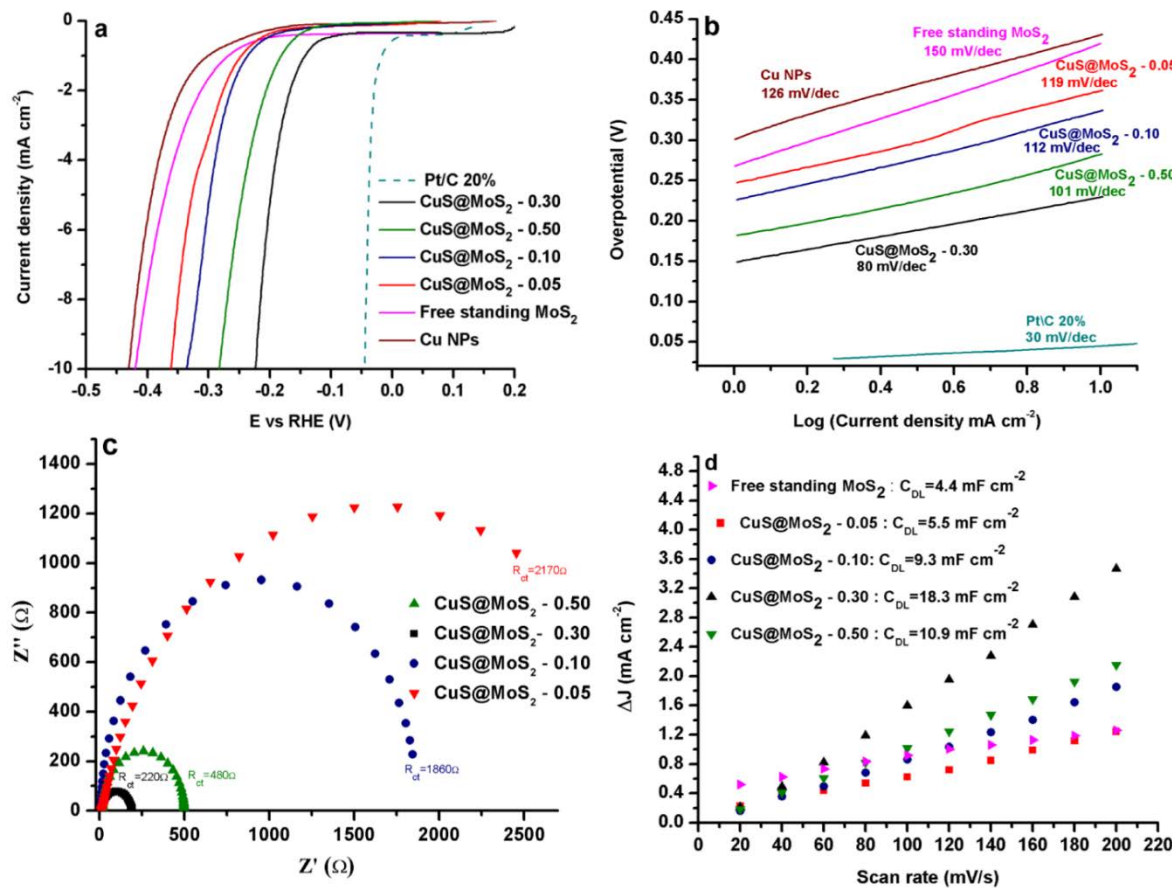 a
Current density (mA cm⁻²)
0
-2
-4
-6
-8
-10
-0.5 -0.4 -0.3 -0.2 -0.1 0.0 0.1 0.2
E vs RHE (V)
Pt/C 20%
CuS@MoS₂ - 0.30
CuS@MoS₂ - 0.50
CuS@MoS₂ - 0.10
CuS@MoS₂ - 0.05
Free standing MoS₂
Cu NPs
b
Overpotential (V)
0.45
0.40
0.35
0.30
0.25
0.20
0.15
0.10
0.05
0.0 0.2 0.4 0.6 0.8 1.0
Log (Current density mA cm⁻²)
Free standing MoS₂
150 mV/dec
Cu NPs
126 mV/dec
CuS@MoS₂ - 0.05
119 mV/dec
CuS@MoS₂ - 0.10
112 mV/dec
CuS@MoS₂ - 0.50
101 mV/dec
CuS@MoS₂ - 0.30
80 mV/dec
Pt\C 20%
30 mV/dec
c
Z'' (Ω)
1400
1200
1000
800
600
400
200
0
0 500 1000 1500 2000 2500
Z' (Ω)
R_ct=2170Ω
CuS@MoS₂ - 0.50
CuS@MoS₂ - 0.30
CuS@MoS₂ - 0.10
CuS@MoS₂ - 0.05
R_ct=220Ω
R_ct=480Ω
R_ct=1860Ω
d
ΔJ (mA cm⁻²)
4.8
4.4
4.0
3.6
3.2
2.8
2.4
2.0
1.6
1.2
0.8
0.4
0.0
0 20 40 60 80 100 120 140 160 180 200 220
Scan rate (mV/s)
Free standing MoS₂ : C_DL=4.4 mF cm⁻²
CuS@MoS₂ - 0.05 : C_DL=5.5 mF cm⁻²
CuS@MoS₂ - 0.10: C_DL=9.3 mF cm⁻²
CuS@MoS₂ - 0.30 : C_DL=18.3 mF cm⁻²
CuS@MoS₂ - 0.50 : C_DL=10.9 mF cm⁻²